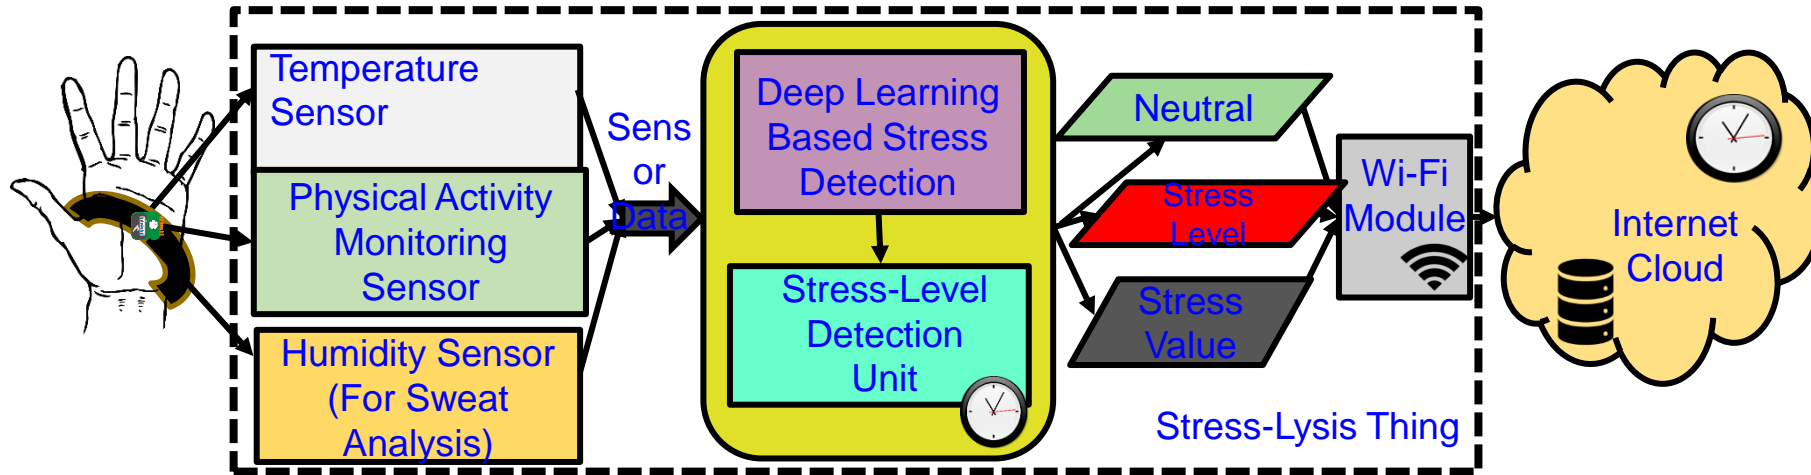 Temperature
Sensor
Physical Activity
Monitoring
Sensor
Humidity Sensor
(For Sweat
Analysis)
Sens
or
Data
Deep Learning
Based Stress
Detection
Stress-Level
Detection
Unit
Neutral
Stress
Level
Stress
Value
Wi-Fi
Module
Internet
Cloud
Stress-Lysis Thing